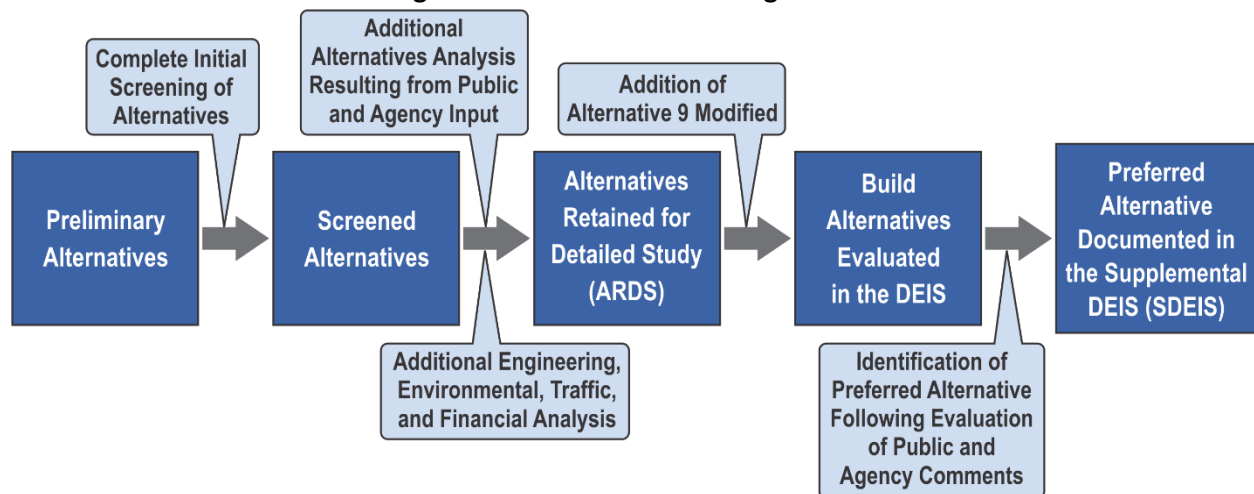 Complete Initial
Screening of
Alternatives
Additional
Alternatives Analysis
Resulting from Public
and Agency Input
Addition of
Alternative 9 Modified
Preliminary
Alternatives
Screened
Alternatives
Alternatives
Retained for
Detailed Study
(ARDS)
Build
Alternatives
Evaluated
in the DEIS
Preferred
Alternative
Documented in
the Supplemental
DEIS (SDEIS)
Additional Engineering,
Environmental, Traffic,
and Financial Analysis
Identification of
Preferred Alternative
Following Evaluation
of Public and
Agency Comments